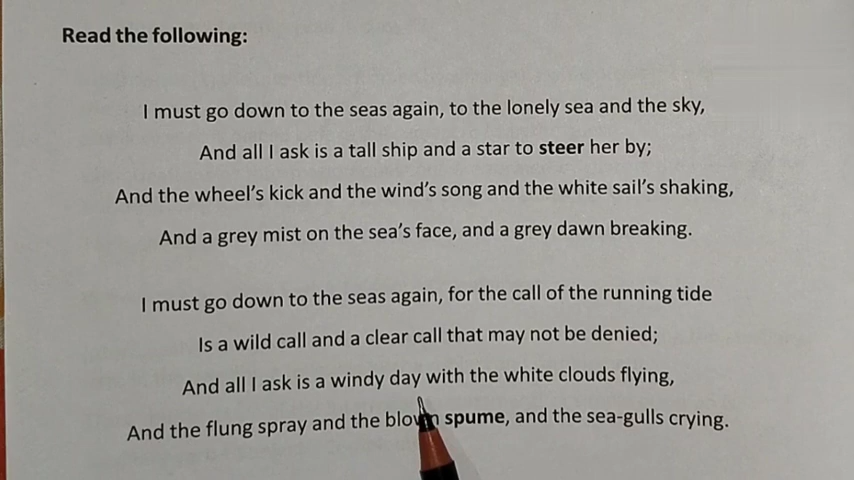 Read the following:
I must go down to the seas again, to the lonely sea and the sky,
And all I ask is a tall ship and a star to steer her by;
And the wheel's kick and the wind's song and the white sail's shaking,
And a grey mist on the sea's face, and a grey dawn breaking.
I must go down to the seas again, for the call of the running tide
Is a wild call and a clear call that may not be denied;
And all I ask is a windy day with the white clouds flying,
And the flung spray and the blown spume, and the sea-gulls crying.